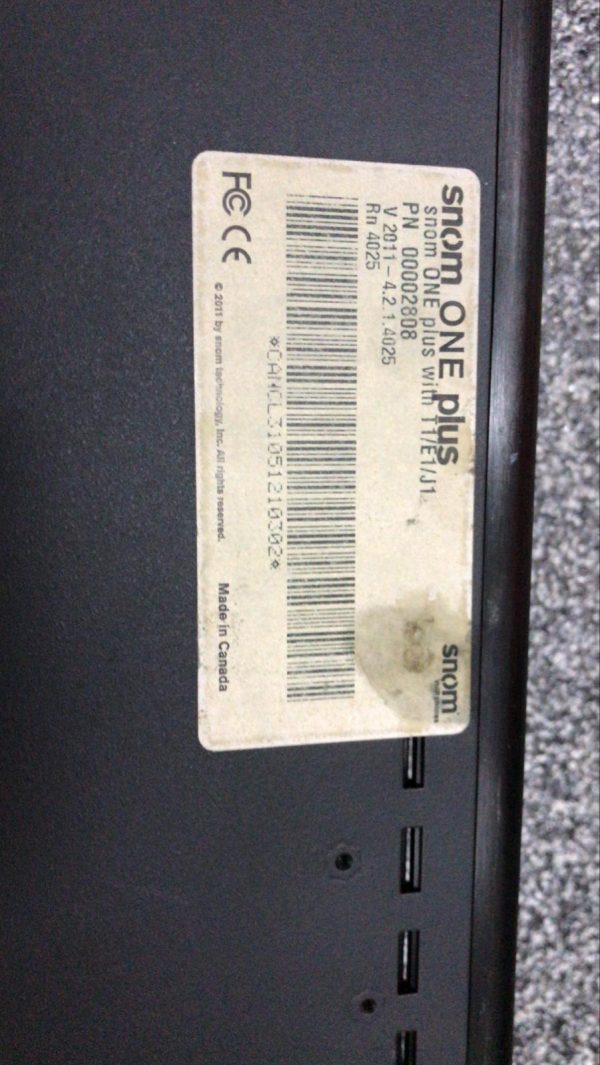 snom ONE plus
snom
snom ONE plus with T1/E1/J1
PN 00002808
V 2011-4.2.1.4025
Rn 4025
*CANCL31051210302*
FC CE
© 2011 by snom technology, Inc. All rights reserved.
Made in Canada